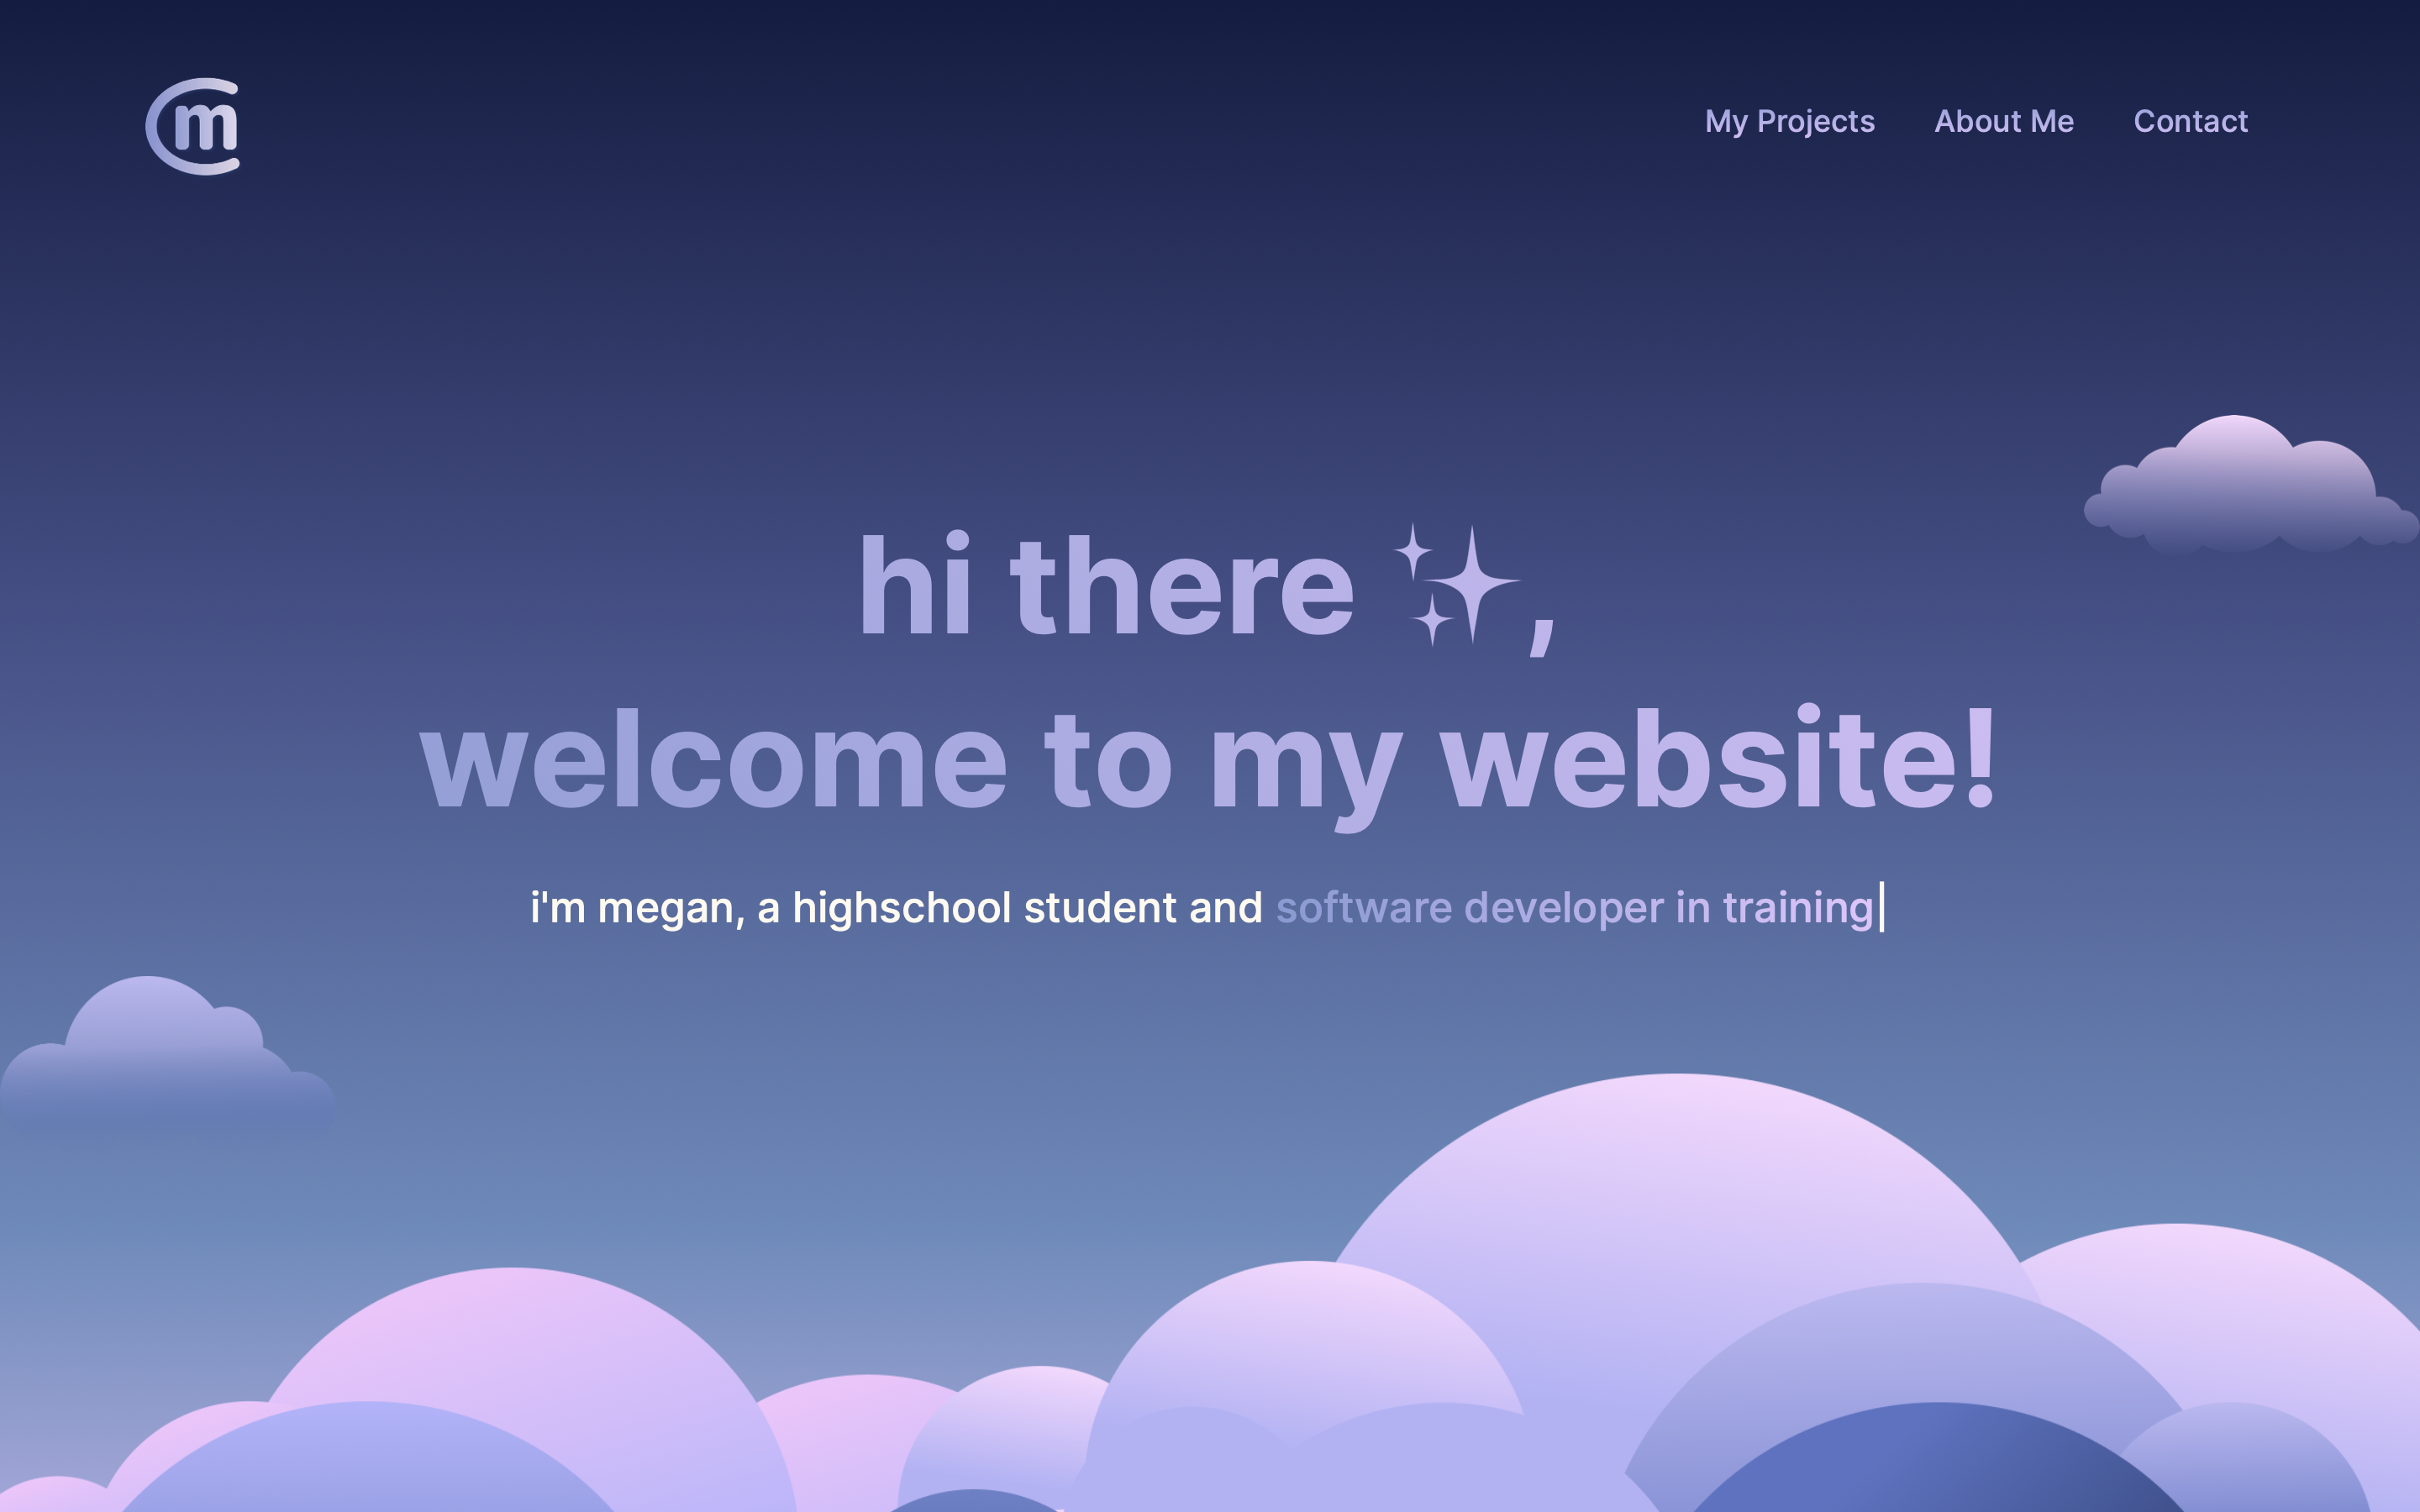 cm
My Projects About Me Contact
hi there ✨,
welcome to my website!
i'm megan, a highschool student and software developer in training|